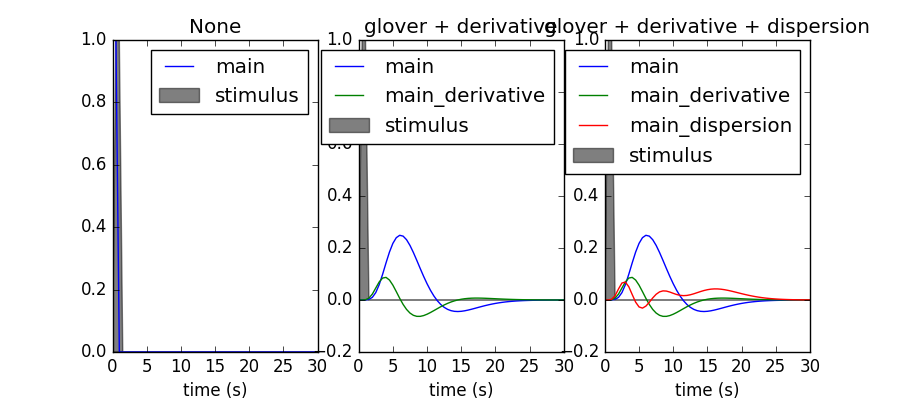 None
1.0
0.8
0.6
0.4
0.2
0.0
0 5 10 15 20 25 30
time (s)
main
stimulus
glover + derivative
1.0
0.6
0.4
0.2
0.0
−0.2
0 5 10 15 20 25 30
time (s)
main
main_derivative
stimulus
glover + derivative + dispersion
1.0
0.4
0.2
0.0
−0.2
0 5 10 15 20 25 30
time (s)
main
main_derivative
main_dispersion
stimulus